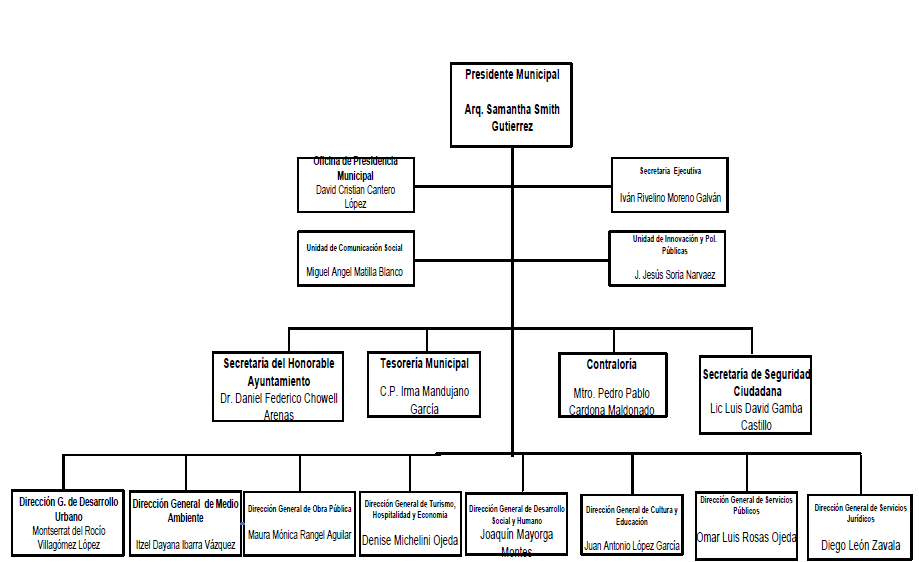 Presidente Municipal
Arq. Samantha Smith
Gutierrez
Oficina de Presidencia
Municipal
David Cristian Cantero
López
Secretaria Ejecutiva
Iván Rivelino Moreno Galván
Unidad de Comunicación Social
Miguel Angel Matilla Blanco
Unidad de Innovación y Pol.
Públicas
J. Jesús Soria Narvaez
Secretaría del Honorable
Ayuntamiento
Dr. Daniel Federico Chowell
Arenas
Tesorería Municipal
C.P. Irma Mandujano
García
Contraloría
Mtro. Pedro Pablo
Cardona Maldonado
Secretaría de Seguridad
Ciudadana
Lic Luis David Gamba
Castillo
Dirección G. de Desarrollo
Urbano
Montserrat del Rocío
Villagómez López
Dirección General de Medio
Ambiente
Itzel Dayana Ibarra Vázquez
Dirección General de Obra Pública
Maura Mónica Rangel Aguilar
Dirección General de Turismo,
Hospitalidad y Economía
Denise Michelini Ojeda
Dirección General de Desarrollo
Social y Humano
Joaquín Mayorga
Montes
Dirección General de Cultura y
Educación
Juan Antonio López García
Dirección General de Servicios
Públicos
Omar Luis Rosas Ojeda
Dirección General de Servicios
Jurídicos
Diego León Zavala